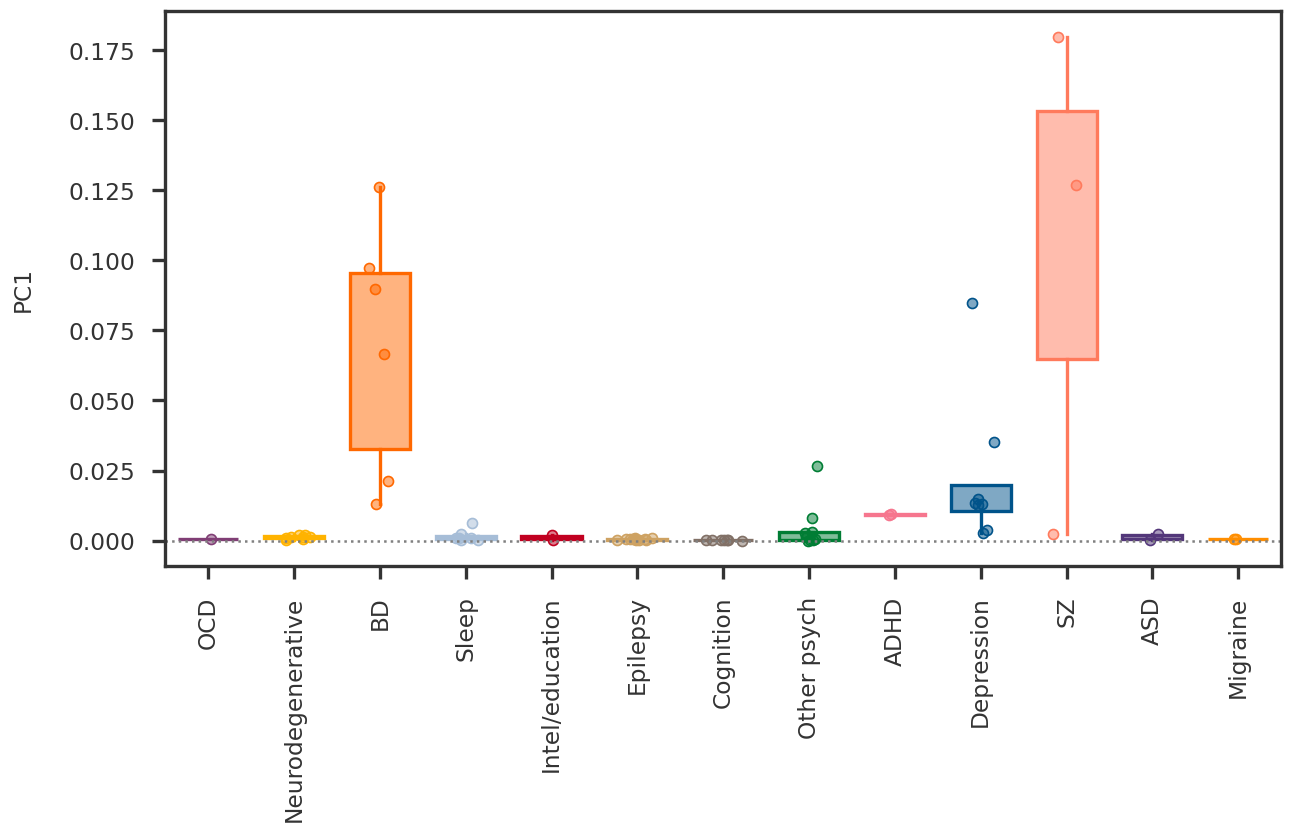 0.175
0.150
0.125
0.100
0.075
0.050
0.025
0.000
PC1
OCD
Neurodegenerative
BD
Sleep
Intel/education
Epilepsy
Cognition
Other psych
ADHD
Depression
SZ
ASD
Migraine